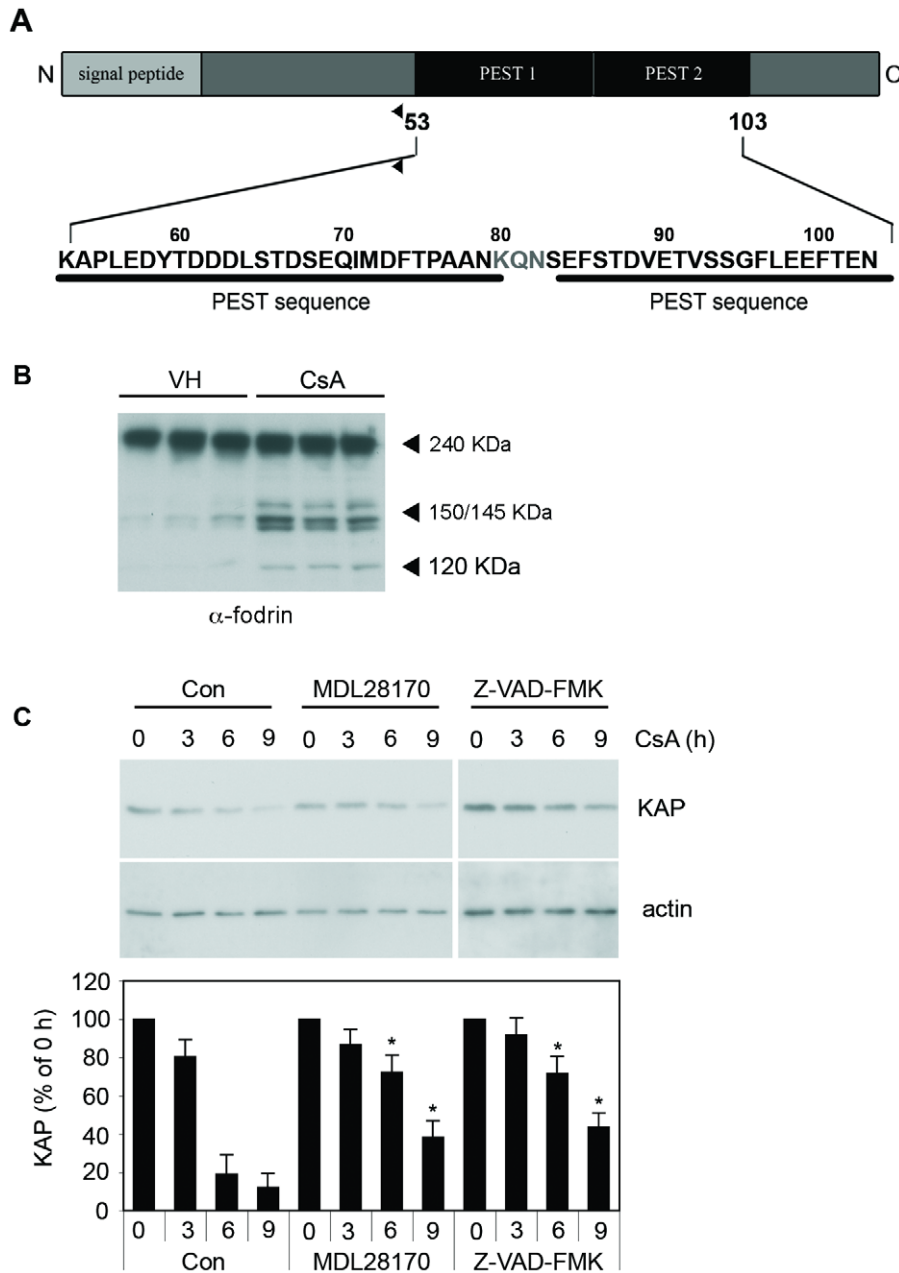 A
N signal peptide PEST 1 PEST 2 C
53 103
60 70 80 90 100
KAPLEDYTDDDLSTDSEQIMDFTPAANKQNSEFSTDVETVSSGFLEEFTEN
PEST sequence PEST sequence
B
VH CsA
240 KDa
150/145 KDa
120 KDa
α-fodrin
C
Con MDL28170 Z-VAD-FMK
0 3 6 9 0 3 6 9 0 3 6 9 CsA (h)
KAP
actin
KAP (% of 0 h)
120
100
80
60
40
20
0
* * * *
0 3 6 9 0 3 6 9 0 3 6 9
Con MDL28170 Z-VAD-FMK